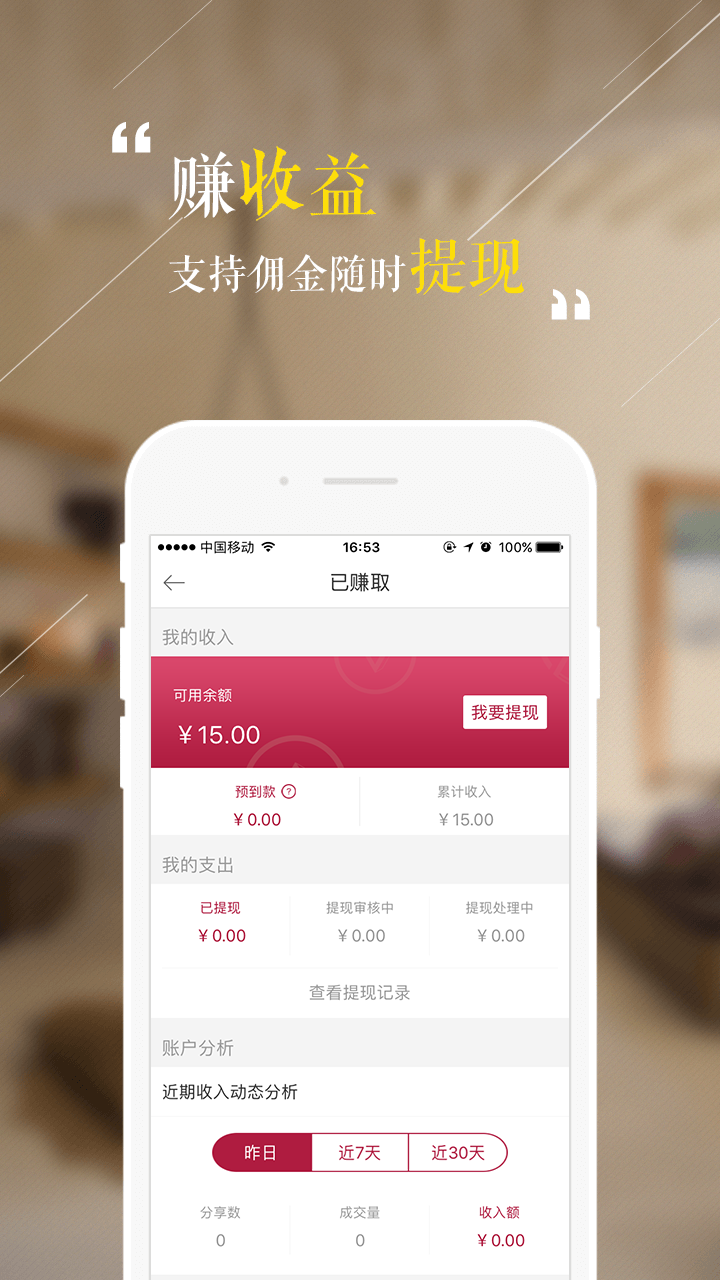 “赚收益
支持佣金随时提现”
中国移动 16:53 100%
已赚取
我的收入
可用余额
￥15.00
我要提现
预到款 ? 累计收入
￥0.00 ￥15.00
我的支出
已提现 提现审核中 提现处理中
￥0.00 ￥0.00 ￥0.00
查看提现记录
账户分析
近期收入动态分析
昨日 近7天 近30天
分享数 成交量 收入额
0 0 ￥0.00